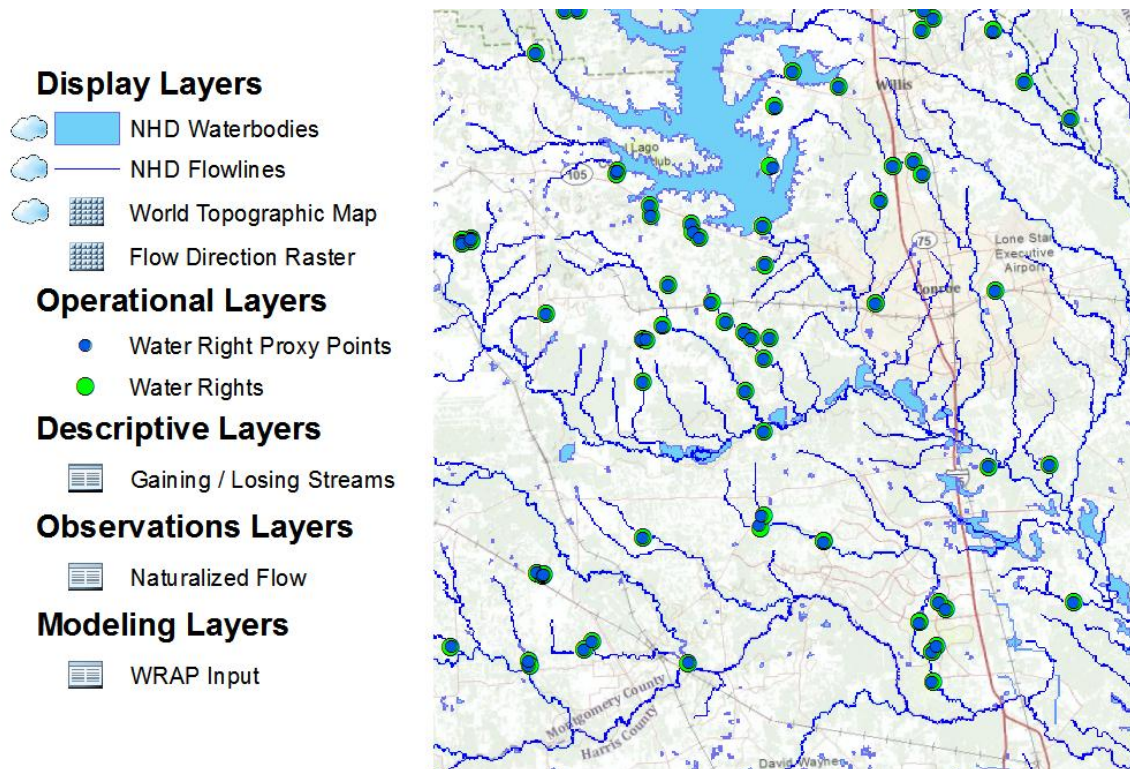 Display Layers
NHD Waterbodies
NHD Flowlines
World Topographic Map
Flow Direction Raster
Operational Layers
Water Right Proxy Points
Water Rights
Descriptive Layers
Gaining / Losing Streams
Observations Layers
Naturalized Flow
Modeling Layers
WRAP Input
Willis
Lago
105
75
Lone Star
Executive
Airport
Montgomery County
Harris County
David Wayne